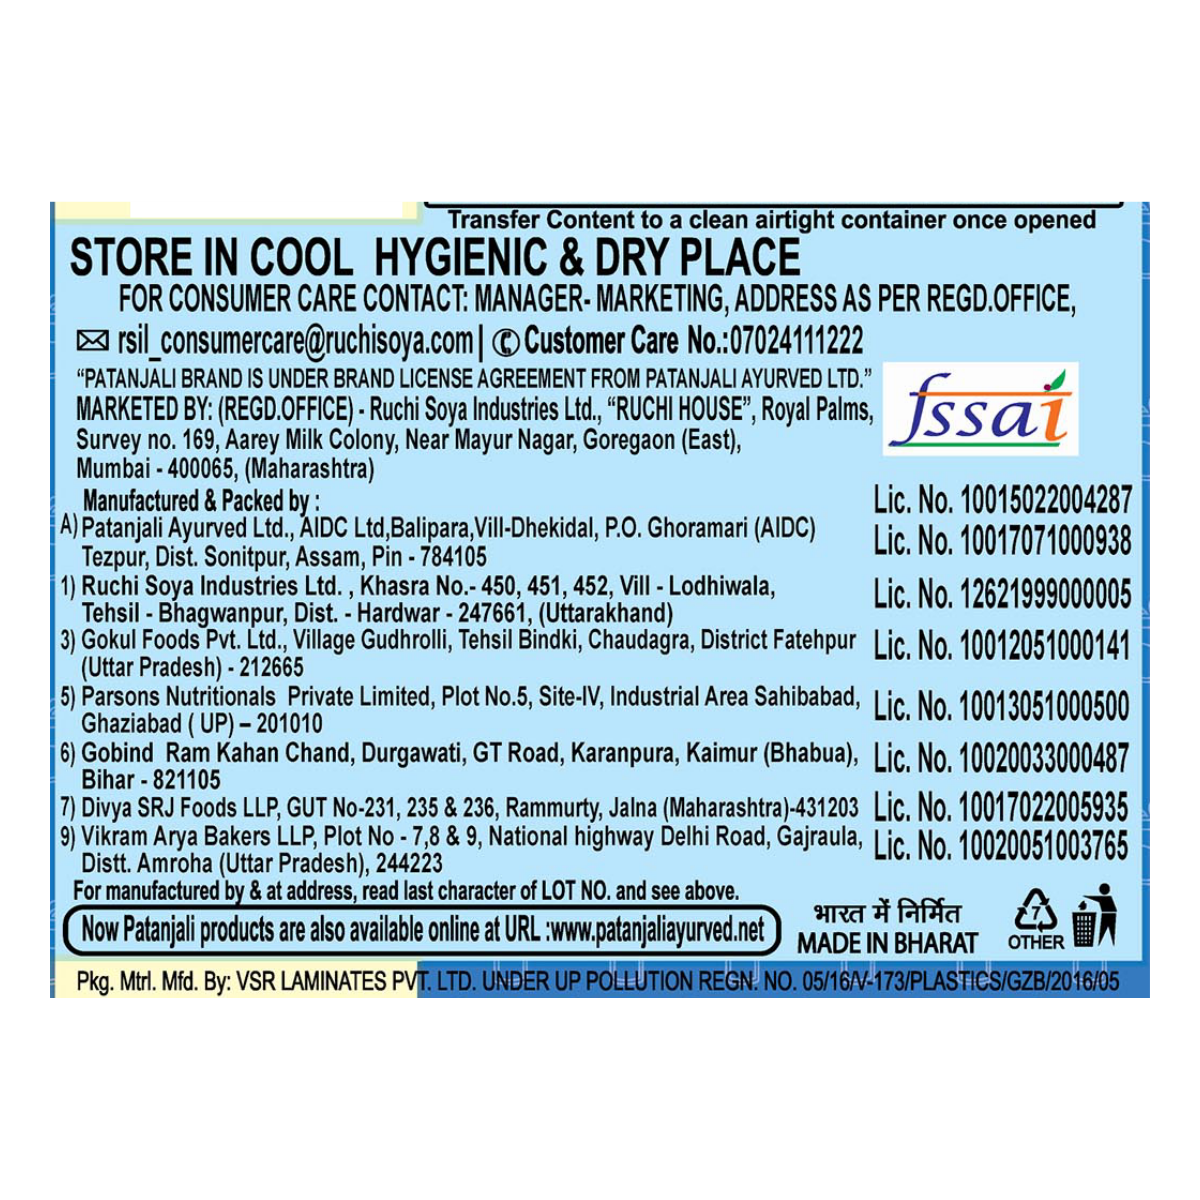 Transfer Content to a clean airtight container once opened
STORE IN COOL HYGIENIC & DRY PLACE
FOR CONSUMER CARE CONTACT: MANAGER- MARKETING, ADDRESS AS PER REGD.OFFICE,
rsil_consumercare@ruchisoya.com | Customer Care No.:07024111222
“PATANJALI BRAND IS UNDER BRAND LICENSE AGREEMENT FROM PATANJALI AYURVED LTD.”
MARKETED BY: (REGD.OFFICE) - Ruchi Soya Industries Ltd., “RUCHI HOUSE”, Royal Palms,
Survey no. 169, Aarey Milk Colony, Near Mayur Nagar, Goregaon (East),
Mumbai - 400065, (Maharashtra)
fssai
Manufactured & Packed by :
Lic. No. 10015022004287
A) Patanjali Ayurved Ltd., AIDC Ltd,Balipara,Vill-Dhekidal, P.O. Ghoramari (AIDC)
Tezpur, Dist. Sonitpur, Assam, Pin - 784105
Lic. No. 10017071000938
1) Ruchi Soya Industries Ltd. , Khasra No.- 450, 451, 452, Vill - Lodhiwala,
Tehsil - Bhagwanpur, Dist. - Hardwar - 247661, (Uttarakhand)
Lic. No. 12621999000005
3) Gokul Foods Pvt. Ltd., Village Gudhrolli, Tehsil Bindki, Chaudagra, District Fatehpur
(Uttar Pradesh) - 212665
Lic. No. 10012051000141
5) Parsons Nutritionals Private Limited, Plot No.5, Site-IV, Industrial Area Sahibabad,
Ghaziabad ( UP) – 201010
Lic. No. 10013051000500
6) Gobind Ram Kahan Chand, Durgawati, GT Road, Karanpura, Kaimur (Bhabua),
Bihar - 821105
Lic. No. 10020033000487
7) Divya SRJ Foods LLP, GUT No-231, 235 & 236, Rammurty, Jalna (Maharashtra)-431203
Lic. No. 10017022005935
9) Vikram Arya Bakers LLP, Plot No - 7,8 & 9, National highway Delhi Road, Gajraula,
Distt. Amroha (Uttar Pradesh), 244223
Lic. No. 10020051003765
For manufactured by & at address, read last character of LOT NO. and see above.
Now Patanjali products are also available online at URL :www.patanjaliayurved.net
भारत में निर्मित
MADE IN BHARAT
7
OTHER
Pkg. Mtrl. Mfd. By: VSR LAMINATES PVT. LTD. UNDER UP POLLUTION REGN. NO. 05/16/V-173/PLASTICS/GZB/2016/05